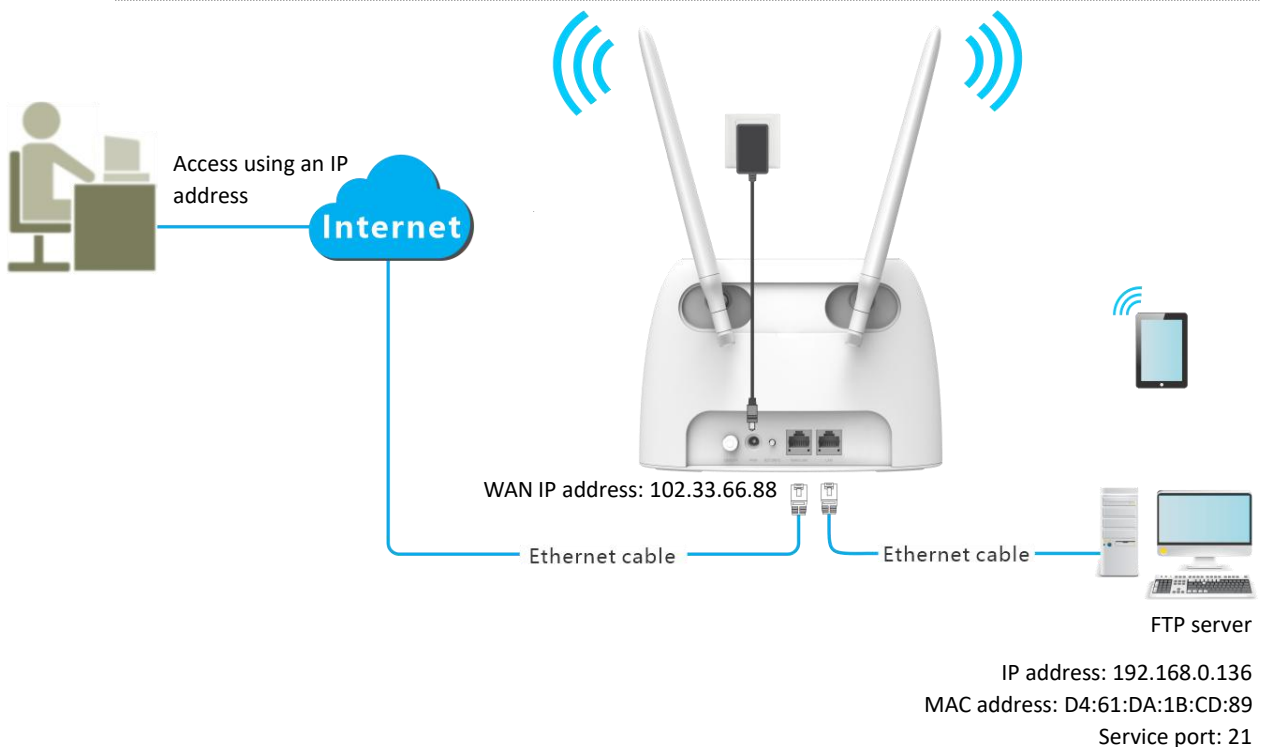 Access using an IP
address
Internet
WAN IP address: 102.33.66.88
Ethernet cable
Ethernet cable
FTP server
IP address: 192.168.0.136
MAC address: D4:61:DA:1B:CD:89
Service port: 21